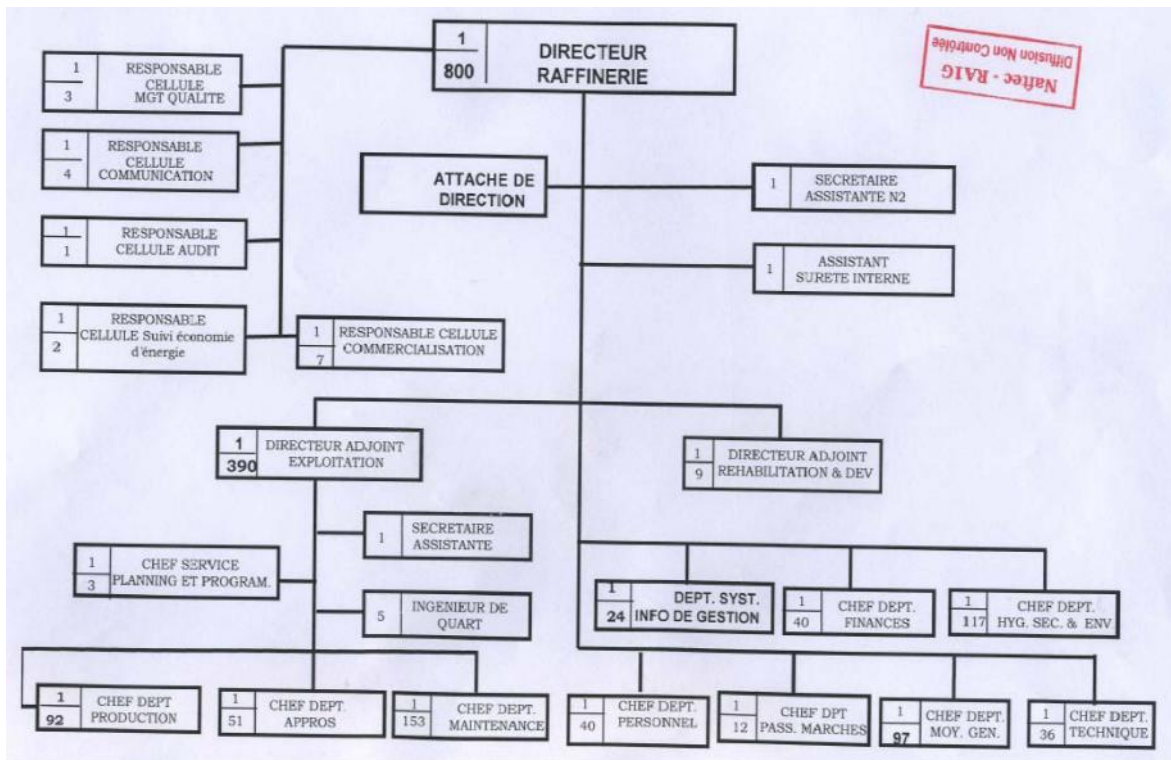 1
800
DIRECTEUR
RAFFINERIE
Naftec - RAIG
Diffusion Non Contrôlée
1
3
RESPONSABLE
CELLULE
MGT QUALITE
1
4
RESPONSABLE
CELLULE
COMMUNICATION
1
1
RESPONSABLE
CELLULE AUDIT
1
2
RESPONSABLE
CELLULE Suivi économie
d'énergie
1
7
RESPONSABLE CELLULE
COMMERCIALISATION
ATTACHE DE
DIRECTION
1
SECRETAIRE
ASSISTANTE N2
1
ASSISTANT
SURETE INTERNE
1
390
DIRECTEUR ADJOINT
EXPLOITATION
1
9
DIRECTEUR ADJOINT
REHABILITATION & DEV
1
SECRETAIRE
ASSISTANTE
1
3
CHEF SERVICE
PLANNING ET PROGRAM.
5
INGENIEUR DE
QUART
1
24
DEPT. SYST.
INFO DE GESTION
1
40
CHEF DEPT.
FINANCES
1
117
CHEF DEPT.
HYG. SEC. & ENV.
1
92
CHEF DEPT
PRODUCTION
1
51
CHEF DEPT.
APPROS
1
153
CHEF DEPT.
MAINTENANCE
1
40
CHEF DEPT.
PERSONNEL
1
12
CHEF DPT
PASS. MARCHES
1
97
CHEF DEPT.
MOY. GEN.
1
36
CHEF DEPT.
TECHNIQUE